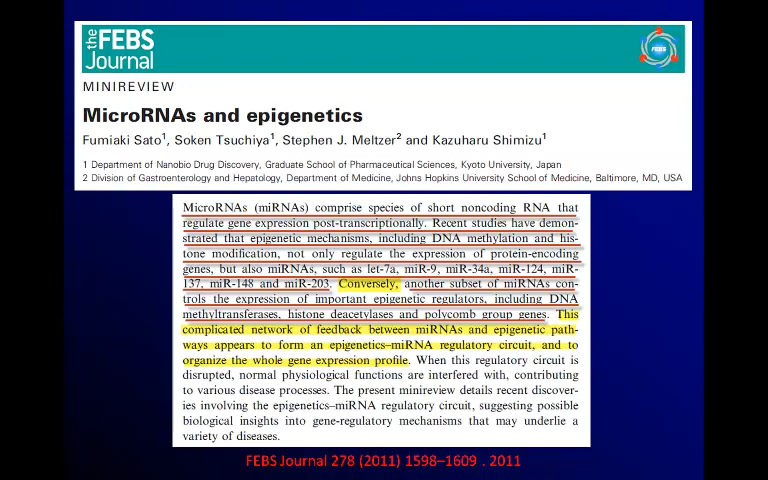 the FEBS
Journal
FEBS
MINIREVIEW
MicroRNAs and epigenetics
Fumiaki Sato1, Soken Tsuchiya1, Stephen J. Meltzer2 and Kazuharu Shimizu1
1 Department of Nanobio Drug Discovery, Graduate School of Pharmaceutical Sciences, Kyoto University, Japan
2 Division of Gastroenterology and Hepatology, Department of Medicine, Johns Hopkins University School of Medicine, Baltimore, MD, USA
MicroRNAs (miRNAs) comprise species of short noncoding RNA that
regulate gene expression post-transcriptionally. Recent studies have demon-
strated that epigenetic mechanisms, including DNA methylation and his-
tone modification, not only regulate the expression of protein-encoding
genes, but also miRNAs, such as let-7a, miR-9, miR-34a, miR-124, miR-
137, miR-148 and miR-203. Conversely, another subset of miRNAs con-
trols the expression of important epigenetic regulators, including DNA
methyltransferases, histone deacetylases and polycomb group genes. This
complicated network of feedback between miRNAs and epigenetic path-
ways appears to form an epigenetics–miRNA regulatory circuit, and to
organize the whole gene expression profile. When this regulatory circuit is
disrupted, normal physiological functions are interfered with, contributing
to various disease processes. The present minireview details recent discover-
ies involving the epigenetics–miRNA regulatory circuit, suggesting possible
biological insights into gene-regulatory mechanisms that may underlie a
variety of diseases.
FEBS Journal 278 (2011) 1598–1609 . 2011